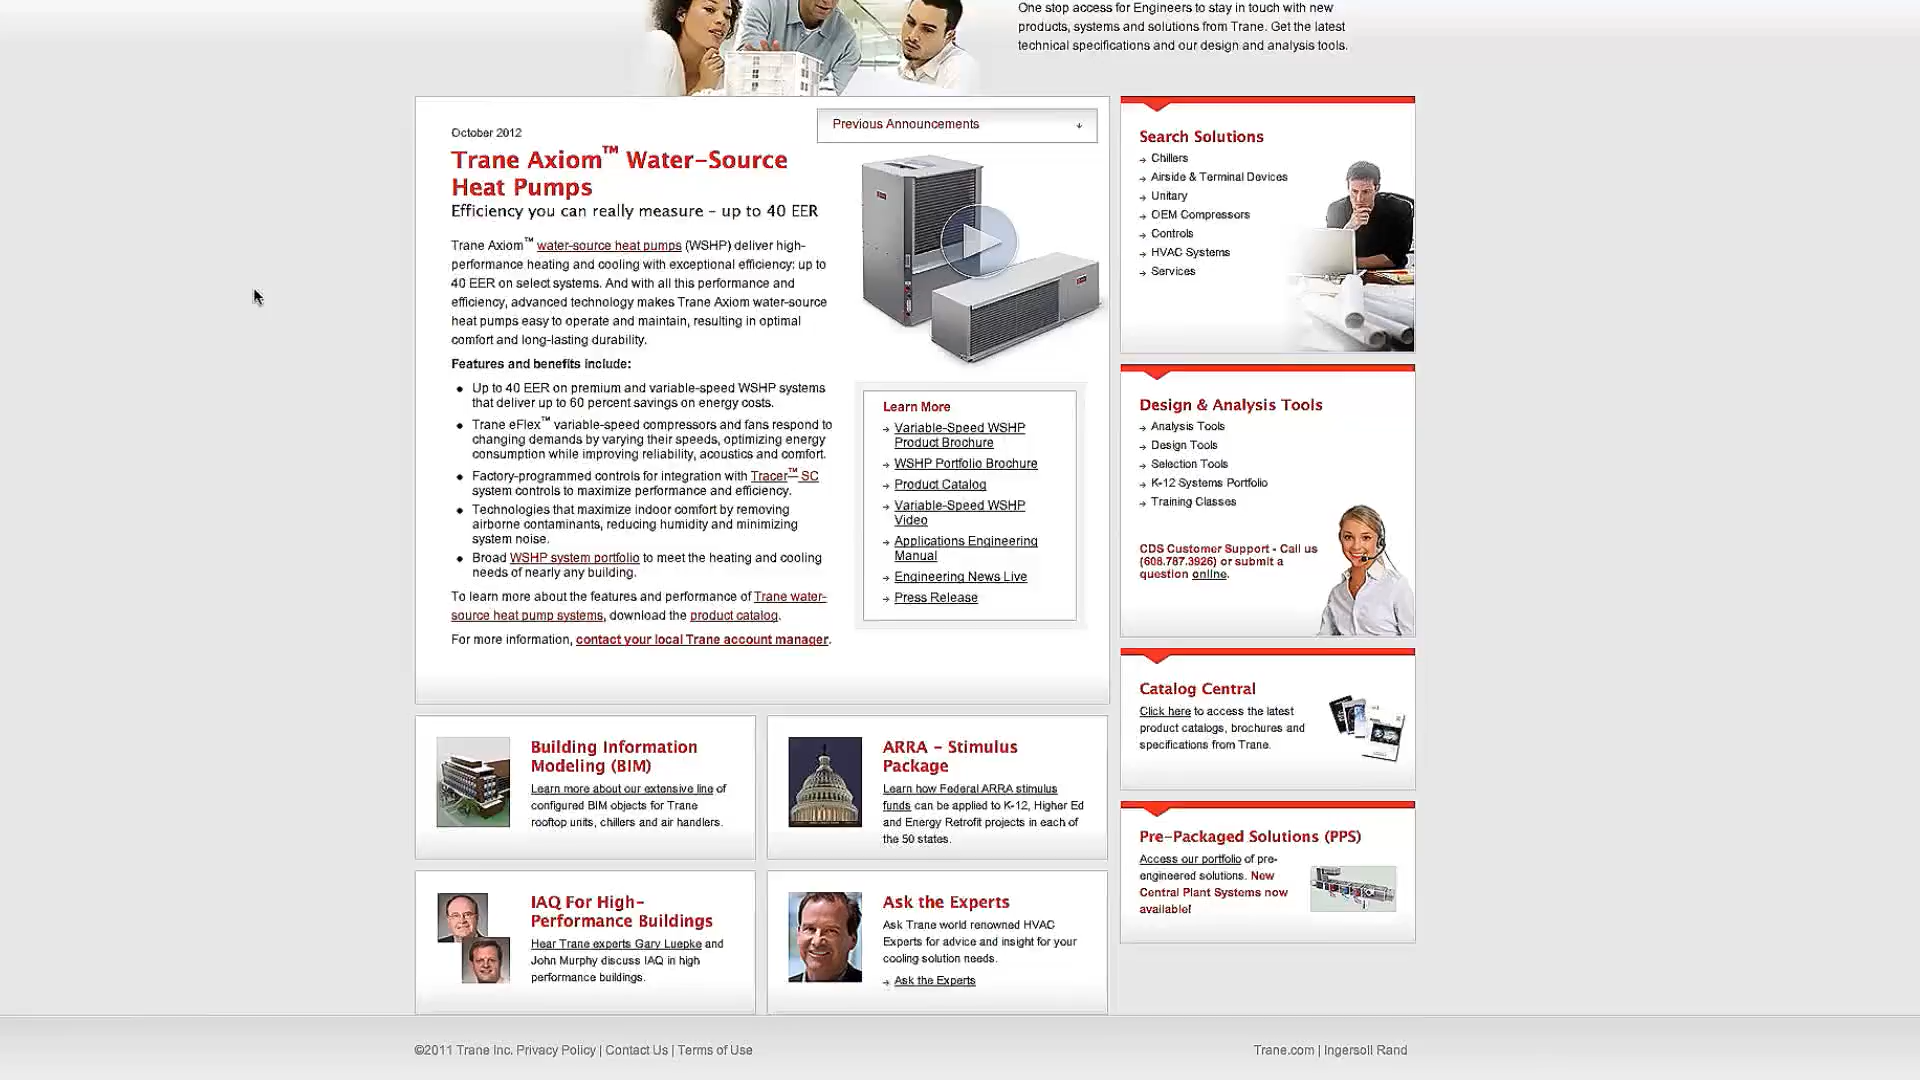 One stop access for Engineers to stay in touch with new
products, systems and solutions from Trane. Get the latest
technical specifications and our design and analysis tools.
Previous Announcements
October 2012
Trane Axiom™ Water-Source
Heat Pumps
Efficiency you can really measure - up to 40 EER
Trane Axiom™ water-source heat pumps (WSHP) deliver high-
performance heating and cooling with exceptional efficiency: up to
40 EER on select systems. And with all this performance and
efficiency, advanced technology makes Trane Axiom water-source
heat pumps easy to operate and maintain, resulting in optimal
comfort and long-lasting durability.
Features and benefits include:
Up to 40 EER on premium and variable-speed WSHP systems
that deliver up to 60 percent savings on energy costs.
Trane eFlex™ variable-speed compressors and fans respond to
changing demands by varying their speeds, optimizing energy
consumption while improving reliability, acoustics and comfort.
Factory-programmed controls for integration with Tracer™ SC
system controls to maximize performance and efficiency.
Technologies that maximize indoor comfort by removing
airborne contaminants, reducing humidity and minimizing
system noise.
Broad WSHP system portfolio to meet the heating and cooling
needs of nearly any building.
To learn more about the features and performance of Trane water-
source heat pump systems, download the product catalog.
For more information, contact your local Trane account manager.
Learn More
Variable-Speed WSHP
Product Brochure
WSHP Portfolio Brochure
Product Catalog
Variable-Speed WSHP
Video
Applications Engineering
Manual
Engineering News Live
Press Release
Search Solutions
Chillers
Airside & Terminal Devices
Unitary
OEM Compressors
Controls
HVAC Systems
Services
Design & Analysis Tools
Analysis Tools
Design Tools
Selection Tools
K-12 Systems Portfolio
Training Classes
CDS Customer Support - Call us
(608.787.3926) or submit a
question online.
Catalog Central
Click here to access the latest
product catalogs, brochures and
specifications from Trane.
Pre-Packaged Solutions (PPS)
Access our portfolio of pre-
engineered solutions. New
Central Plant Systems now
available!
Building Information
Modeling (BIM)
Learn more about our extensive line of
configured BIM objects for Trane
rooftop units, chillers and air handlers.
ARRA - Stimulus
Package
Learn how Federal ARRA stimulus
funds can be applied to K-12, Higher Ed
and Energy Retrofit projects in each of
the 50 states.
IAQ For High-
Performance Buildings
Hear Trane experts Gary Luepke and
John Murphy discuss IAQ in high
performance buildings.
Ask the Experts
Ask Trane world renowned HVAC
Experts for advice and insight for your
cooling solution needs.
Ask the Experts
©2011 Trane Inc. Privacy Policy | Contact Us | Terms of Use
Trane.com | Ingersoll Rand